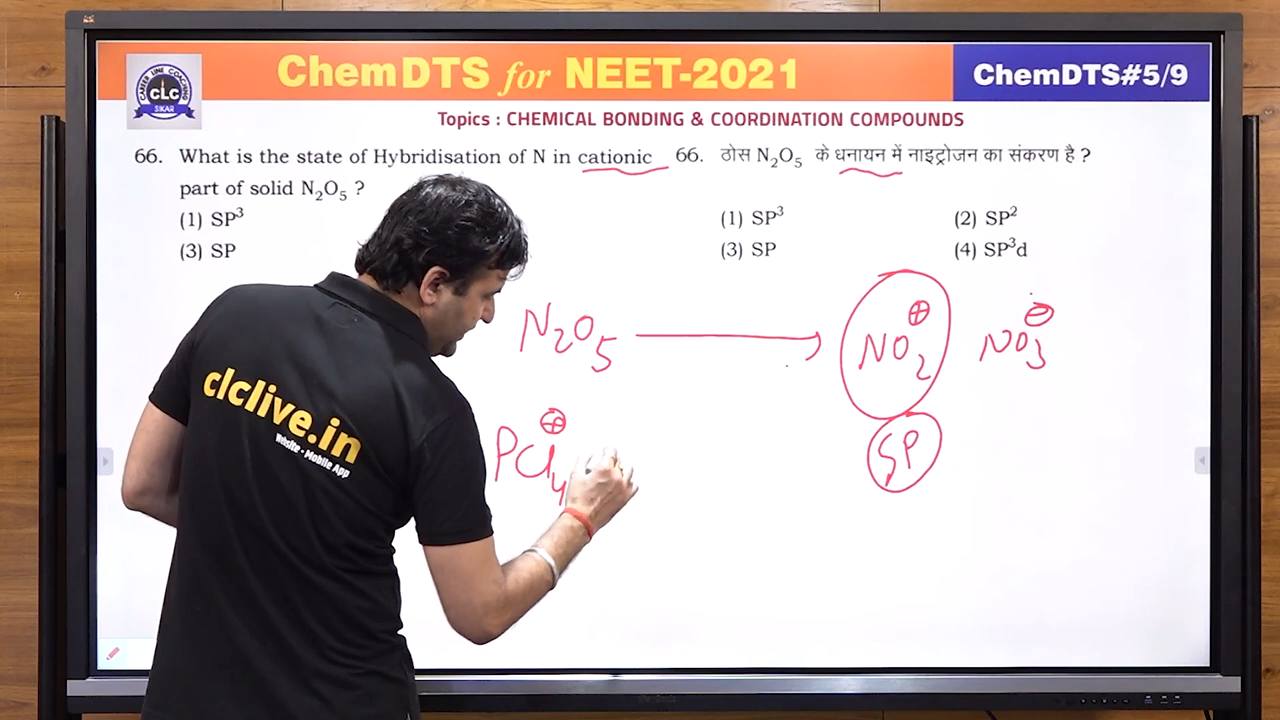 ChemDTS for NEET-2021
ChemDTS#5/9
CLC
SIKAR
Topics : CHEMICAL BONDING & COORDINATION COMPOUNDS
66. What is the state of Hybridisation of N in cationic
part of solid N₂O₅ ?
(1) SP³
(3) SP
66. ठोस N₂O₅ के धनायन में नाइट्रोजन का संकरण है ?
(1) SP³ (2) SP²
(3) SP (4) SP³d
N₂O₅ → NO₂⊕ NO₃⊖
SP
PCl₄⊕
clclive.in
Website - Mobile App